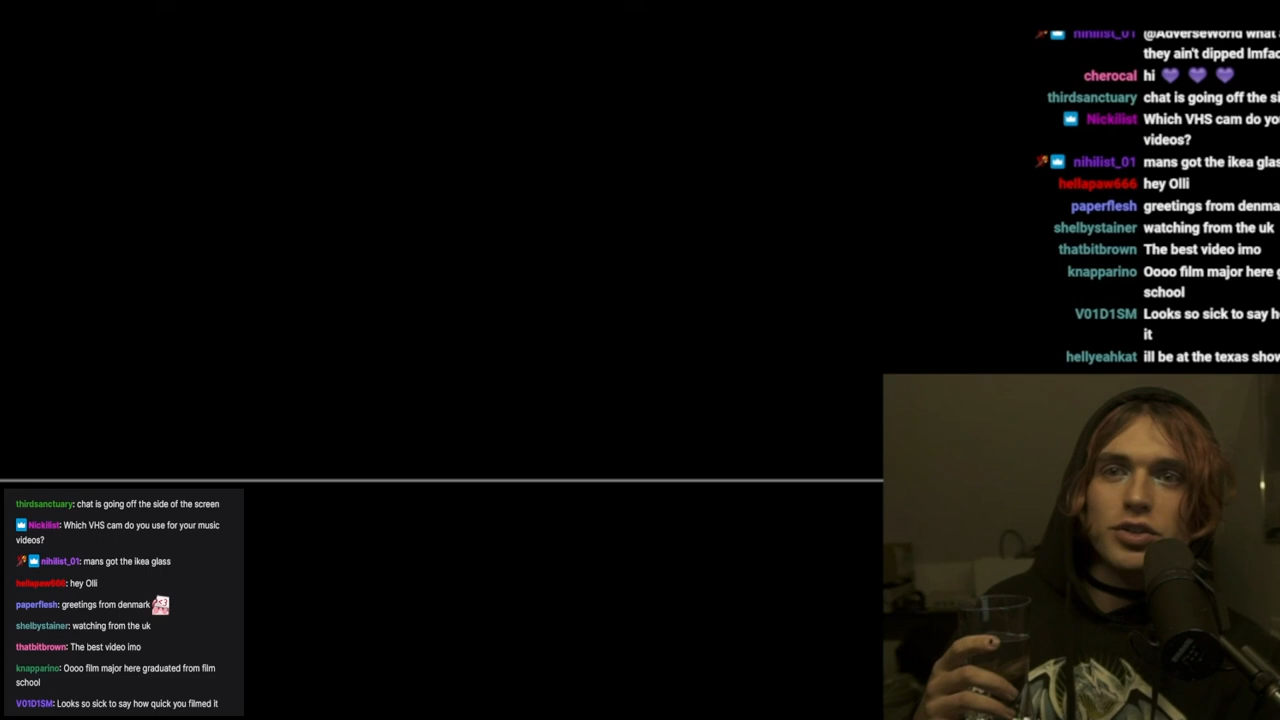 nihilist_01 @AdverseWorld what
they ain't dipped lmfao
cherocal hi
thirdsanctuary chat is going off the si
Nickilist Which VHS cam do you
videos?
nihilist_01 mans got the ikea glas
hellapaw666 hey Olli
paperflesh greetings from denma
shelbystainer watching from the uk
thatbitbrown The best video imo
knapparino Oooo film major here g
school
V01D1SM Looks so sick to say h
it
hellyeahkat ill be at the texas show
thirdsanctuary: chat is going off the side of the screen
Nickilist: Which VHS cam do you use for your music
videos?
nihilist_01: mans got the ikea glass
hellapaw666: hey Olli
paperflesh: greetings from denmark
shelbystainer: watching from the uk
thatbitbrown: The best video imo
knapparino: Oooo film major here graduated from film
school
V01D1SM: Looks so sick to say how quick you filmed it